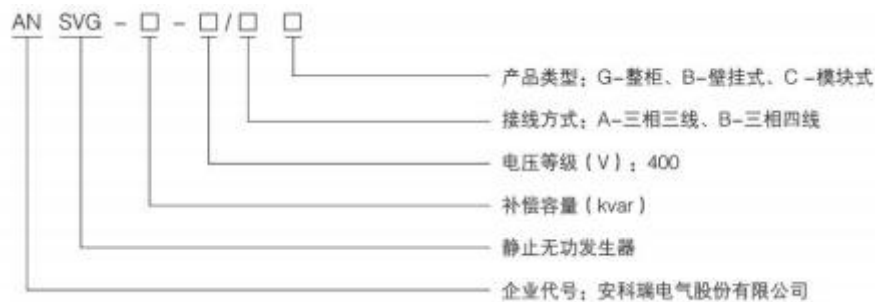 AN SVG - □ - □ / □ □
产品类型：G-整柜、B-壁挂式、C -模块式
接线方式：A-三相三线、B-三相四线
电压等级（V）：400
补偿容量（kvar）
静止无功发生器
企业代号：安科瑞电气股份有限公司